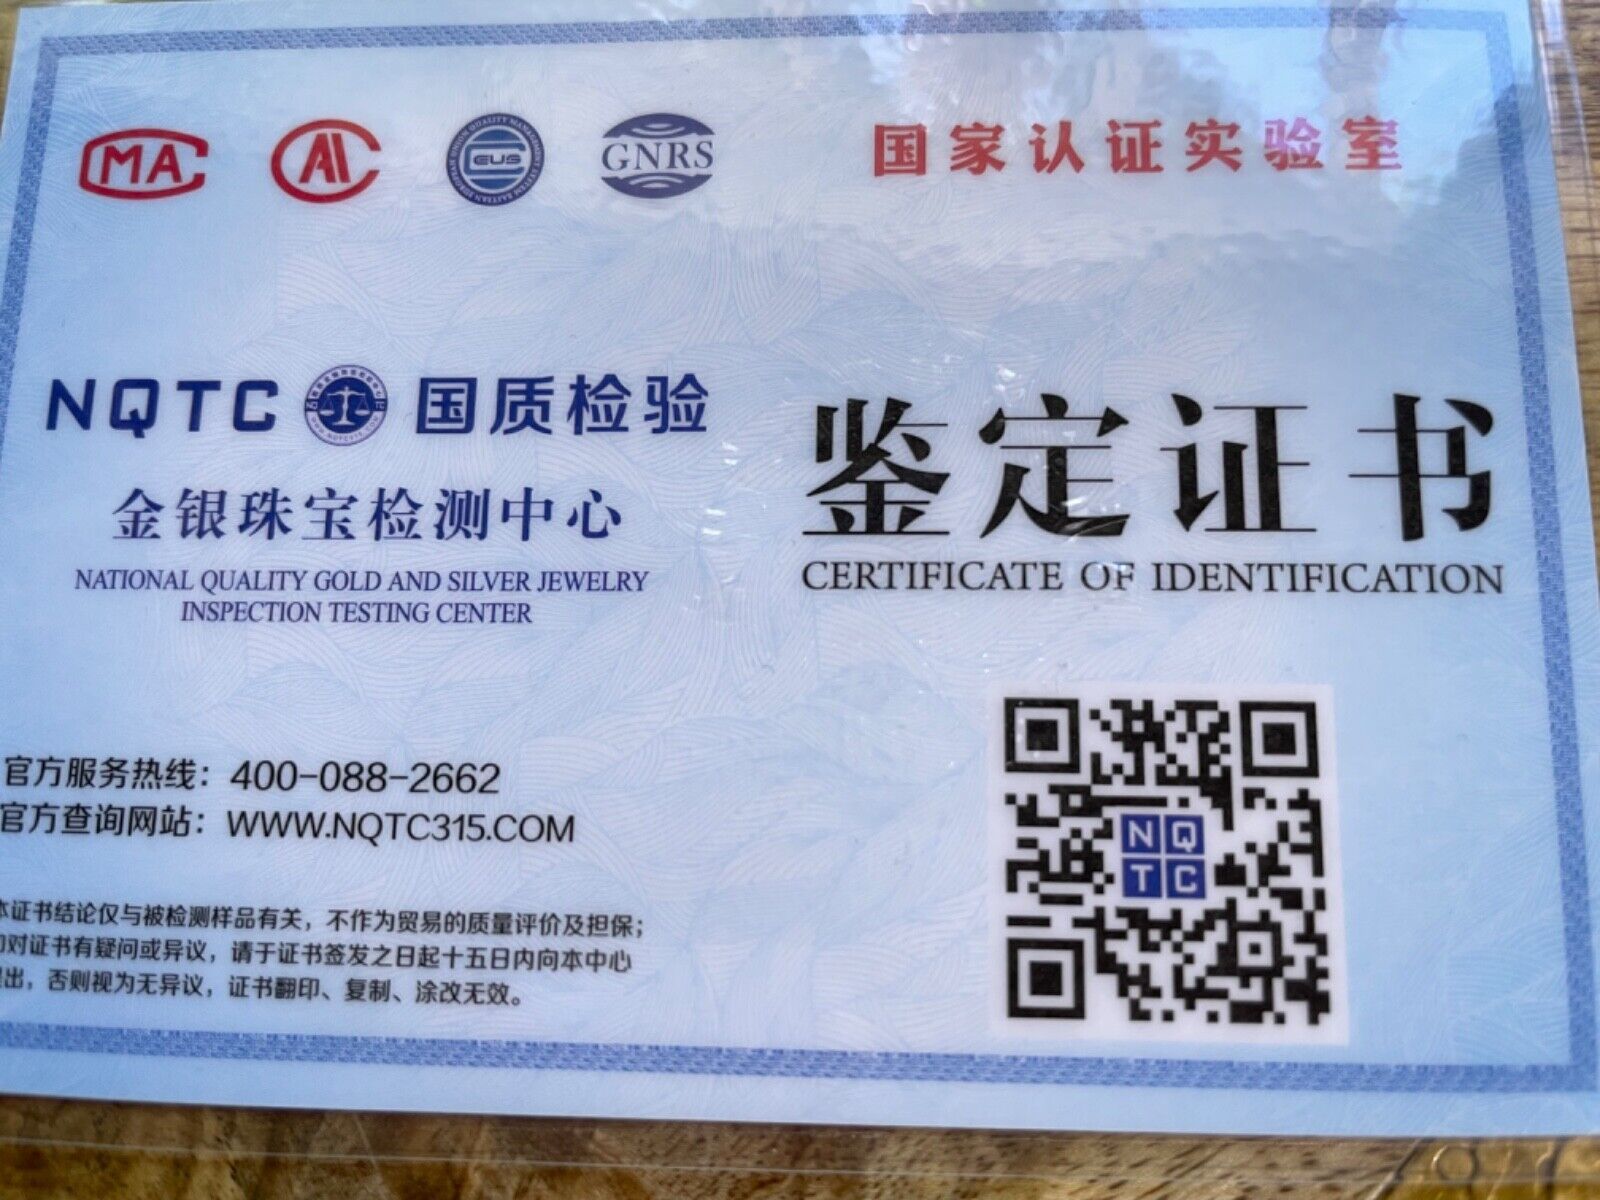 CMA
CAL
CEUS
GNRS
国家认证实验室
NQTC 国质检验
金银珠宝检测中心
NATIONAL QUALITY GOLD AND SILVER JEWELRY
INSPECTION TESTING CENTER
鉴定证书
CERTIFICATE OF IDENTIFICATION
官方服务热线：400-088-2662
官方查询网站：WWW.NQTC315.COM
NQ
TC
本证书结论仅与被检测样品有关，不作为贸易的质量评价及担保；
对证书有疑问或异议，请于证书签发之日起十五日内向本中心
出，否则视为无异议，证书翻印、复制、涂改无效。